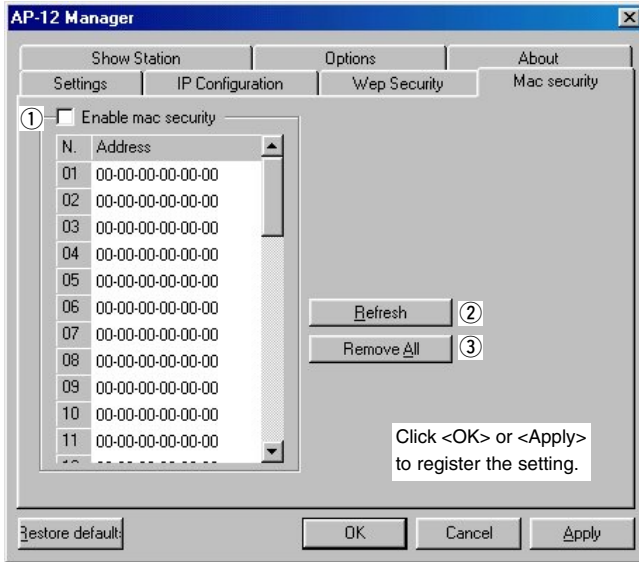 AP-12 Manager
Show Station Options About
Settings IP Configuration Wep Security Mac security
① Enable mac security
N. Address
01 00-00-00-00-00-00
02 00-00-00-00-00-00
03 00-00-00-00-00-00
04 00-00-00-00-00-00
05 00-00-00-00-00-00
06 00-00-00-00-00-00
07 00-00-00-00-00-00
08 00-00-00-00-00-00
09 00-00-00-00-00-00
10 00-00-00-00-00-00
11 00-00-00-00-00-00
Refresh ②
Remove All ③
Click <OK> or <Apply>
to register the setting.
Restore default OK Cancel Apply